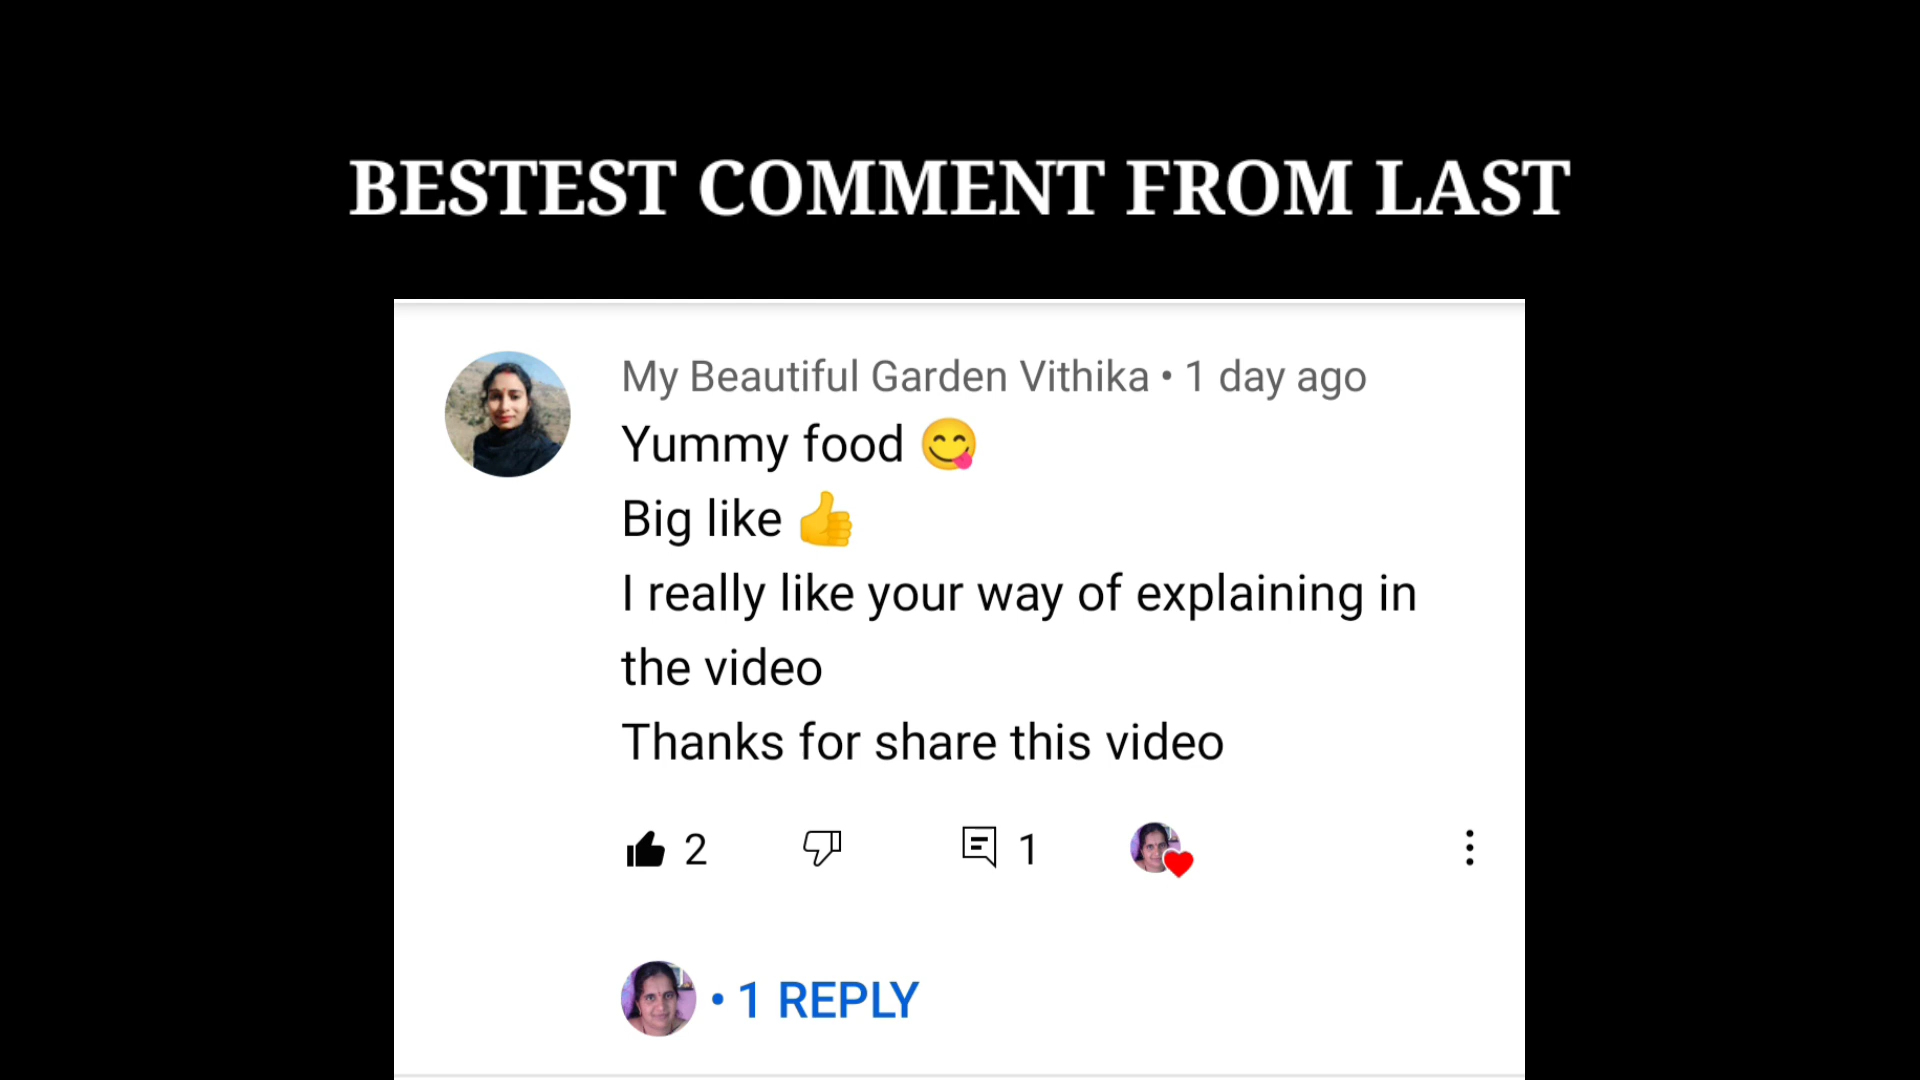 BESTEST COMMENT FROM LAST
My Beautiful Garden Vithika • 1 day ago
Yummy food 😋
Big like 👍
I really like your way of explaining in
the video
Thanks for share this video
2 1
• 1 REPLY